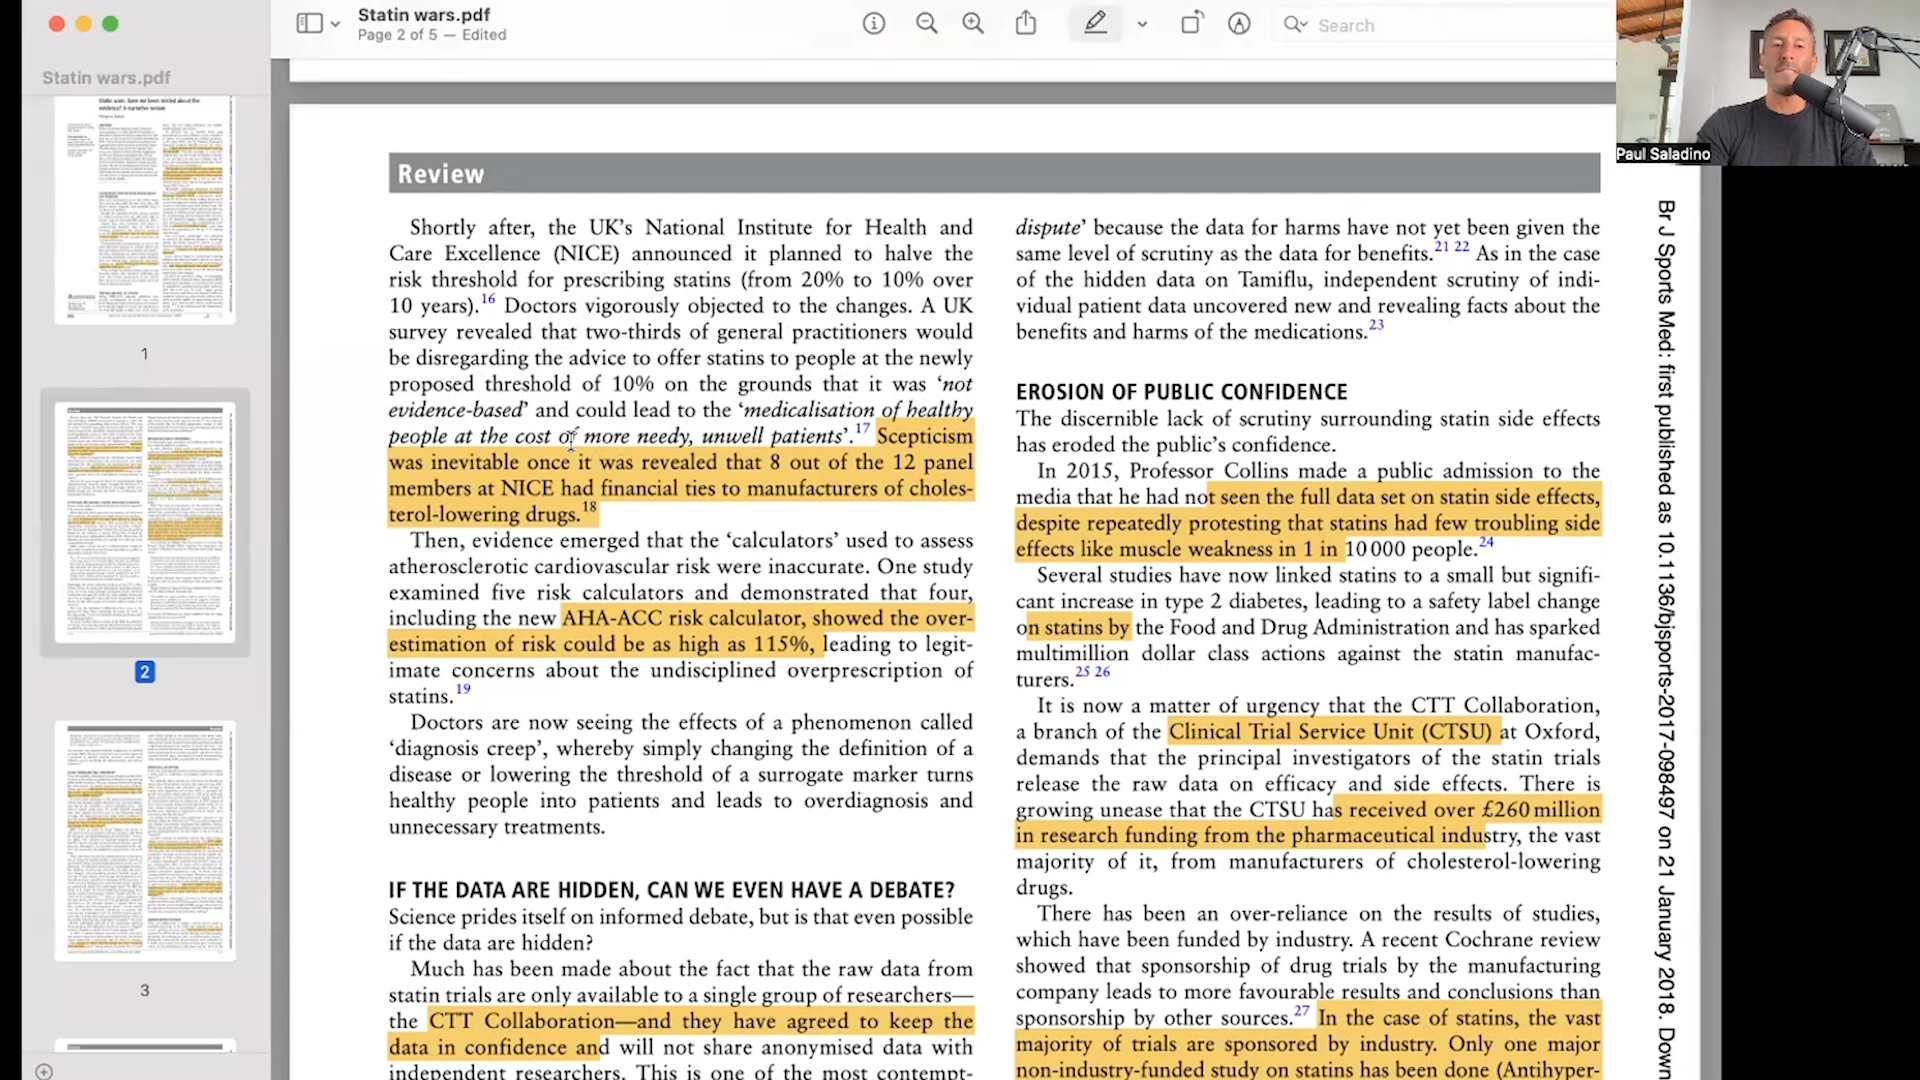 Statin wars.pdf
Page 2 of 5 — Edited
Search
Statin wars.pdf
1
2
3
Paul Saladino
Review
Shortly after, the UK's National Institute for Health and
Care Excellence (NICE) announced it planned to halve the
risk threshold for prescribing statins (from 20% to 10% over
10 years).16 Doctors vigorously objected to the changes. A UK
survey revealed that two-thirds of general practitioners would
be disregarding the advice to offer statins to people at the newly
proposed threshold of 10% on the grounds that it was 'not
evidence-based' and could lead to the 'medicalisation of healthy
people at the cost of more needy, unwell patients'.17 Scepticism
was inevitable once it was revealed that 8 out of the 12 panel
members at NICE had financial ties to manufacturers of choles-
terol-lowering drugs.18
Then, evidence emerged that the 'calculators' used to assess
atherosclerotic cardiovascular risk were inaccurate. One study
examined five risk calculators and demonstrated that four,
including the new AHA-ACC risk calculator, showed the over-
estimation of risk could be as high as 115%, leading to legit-
imate concerns about the undisciplined overprescription of
statins.19
Doctors are now seeing the effects of a phenomenon called
'diagnosis creep', whereby simply changing the definition of a
disease or lowering the threshold of a surrogate marker turns
healthy people into patients and leads to overdiagnosis and
unnecessary treatments.
IF THE DATA ARE HIDDEN, CAN WE EVEN HAVE A DEBATE?
Science prides itself on informed debate, but is that even possible
if the data are hidden?
Much has been made about the fact that the raw data from
statin trials are only available to a single group of researchers—
the CTT Collaboration—and they have agreed to keep the
data in confidence and will not share anonymised data with
independent researchers. This is one of the most contempt-
dispute' because the data for harms have not yet been given the
same level of scrutiny as the data for benefits.21 22 As in the case
of the hidden data on Tamiflu, independent scrutiny of indi-
vidual patient data uncovered new and revealing facts about the
benefits and harms of the medications.23
EROSION OF PUBLIC CONFIDENCE
The discernible lack of scrutiny surrounding statin side effects
has eroded the public's confidence.
In 2015, Professor Collins made a public admission to the
media that he had not seen the full data set on statin side effects,
despite repeatedly protesting that statins had few troubling side
effects like muscle weakness in 1 in 10 000 people.24
Several studies have now linked statins to a small but signifi-
cant increase in type 2 diabetes, leading to a safety label change
on statins by the Food and Drug Administration and has sparked
multimillion dollar class actions against the statin manufac-
turers.25 26
It is now a matter of urgency that the CTT Collaboration,
a branch of the Clinical Trial Service Unit (CTSU) at Oxford,
demands that the principal investigators of the statin trials
release the raw data on efficacy and side effects. There is
growing unease that the CTSU has received over £260 million
in research funding from the pharmaceutical industry, the vast
majority of it, from manufacturers of cholesterol-lowering
drugs.
There has been an over-reliance on the results of studies,
which have been funded by industry. A recent Cochrane review
showed that sponsorship of drug trials by the manufacturing
company leads to more favourable results and conclusions than
sponsorship by other sources.27 In the case of statins, the vast
majority of trials are sponsored by industry. Only one major
non-industry-funded study on statins has been done (Antihyper-
Br J Sports Med: first published as 10.1136/bjsports-2017-098497 on 21 January 2018. Down